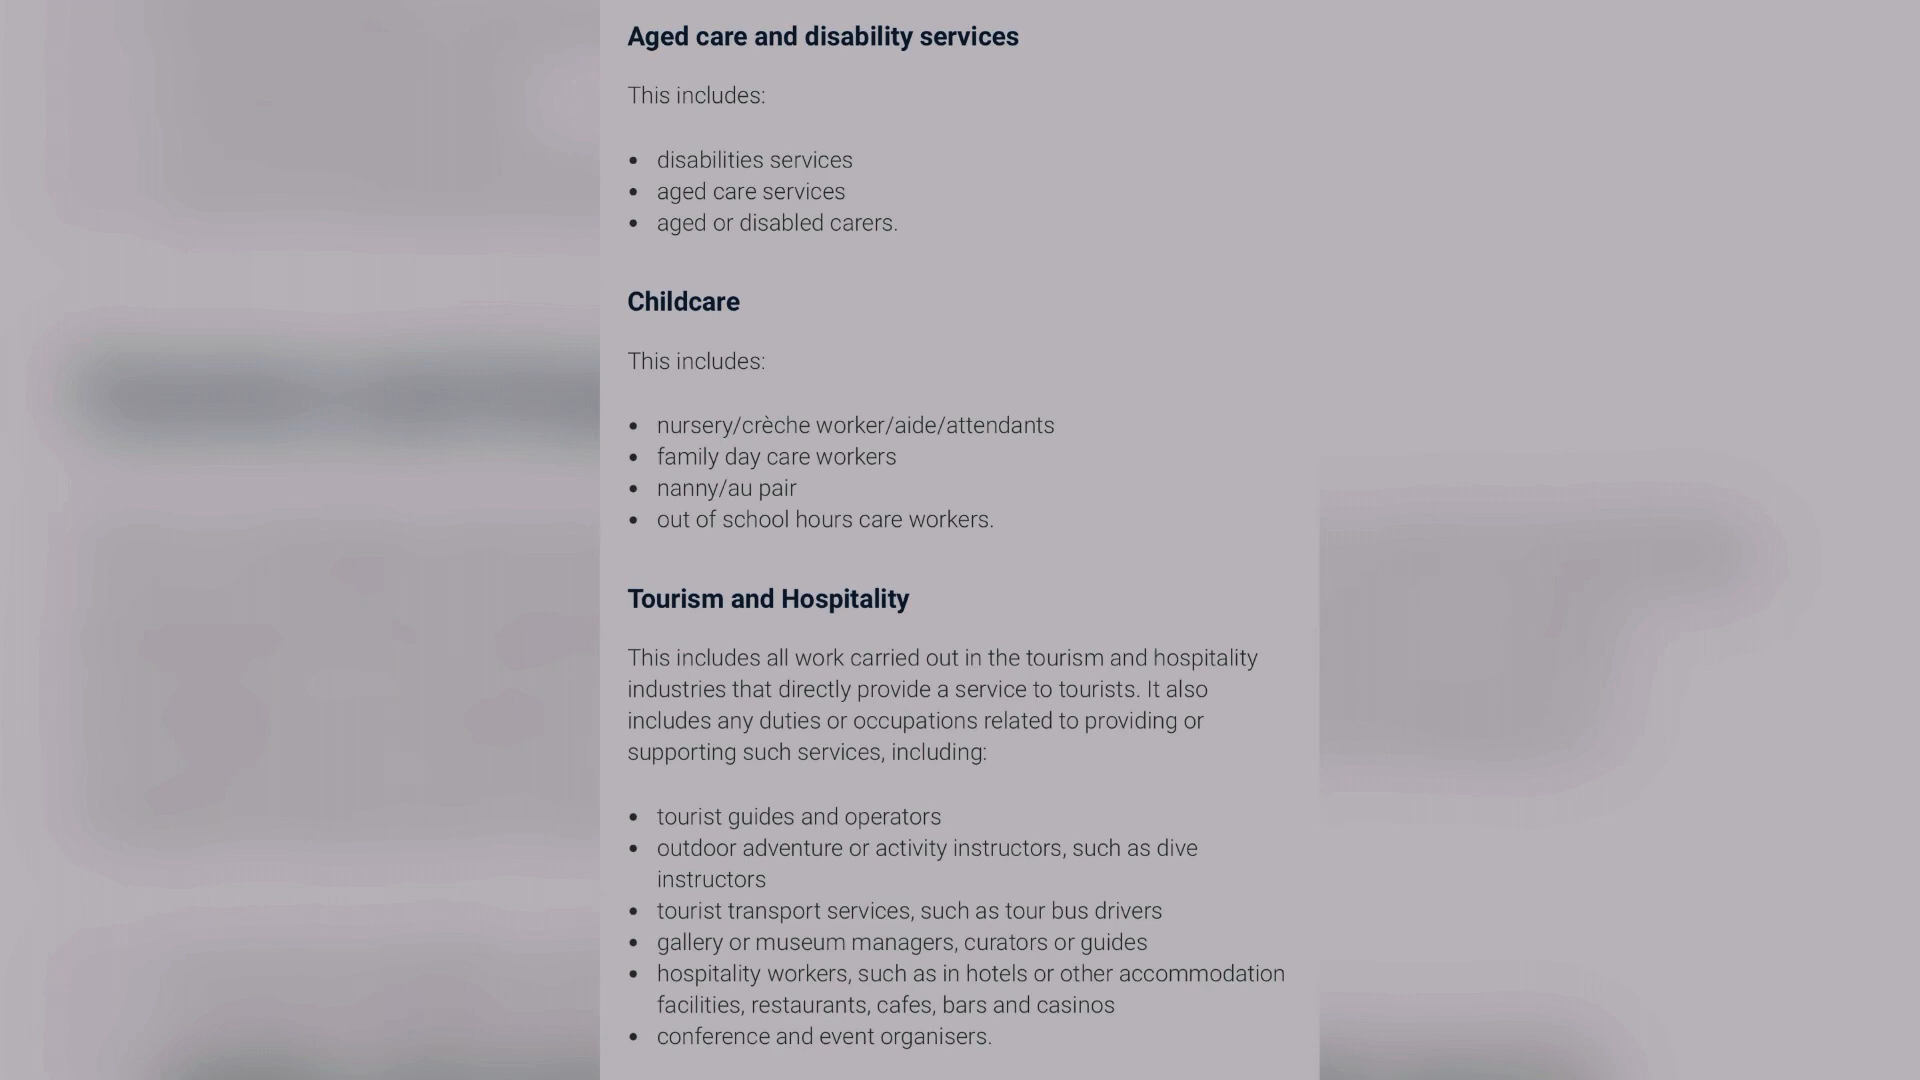 Aged care and disability services
This includes:
• disabilities services
• aged care services
• aged or disabled carers.
Childcare
This includes:
• nursery/crèche worker/aide/attendants
• family day care workers
• nanny/au pair
• out of school hours care workers.
Tourism and Hospitality
This includes all work carried out in the tourism and hospitality
industries that directly provide a service to tourists. It also
includes any duties or occupations related to providing or
supporting such services, including:
• tourist guides and operators
• outdoor adventure or activity instructors, such as dive
instructors
• tourist transport services, such as tour bus drivers
• gallery or museum managers, curators or guides
• hospitality workers, such as in hotels or other accommodation
facilities, restaurants, cafes, bars and casinos
• conference and event organisers.